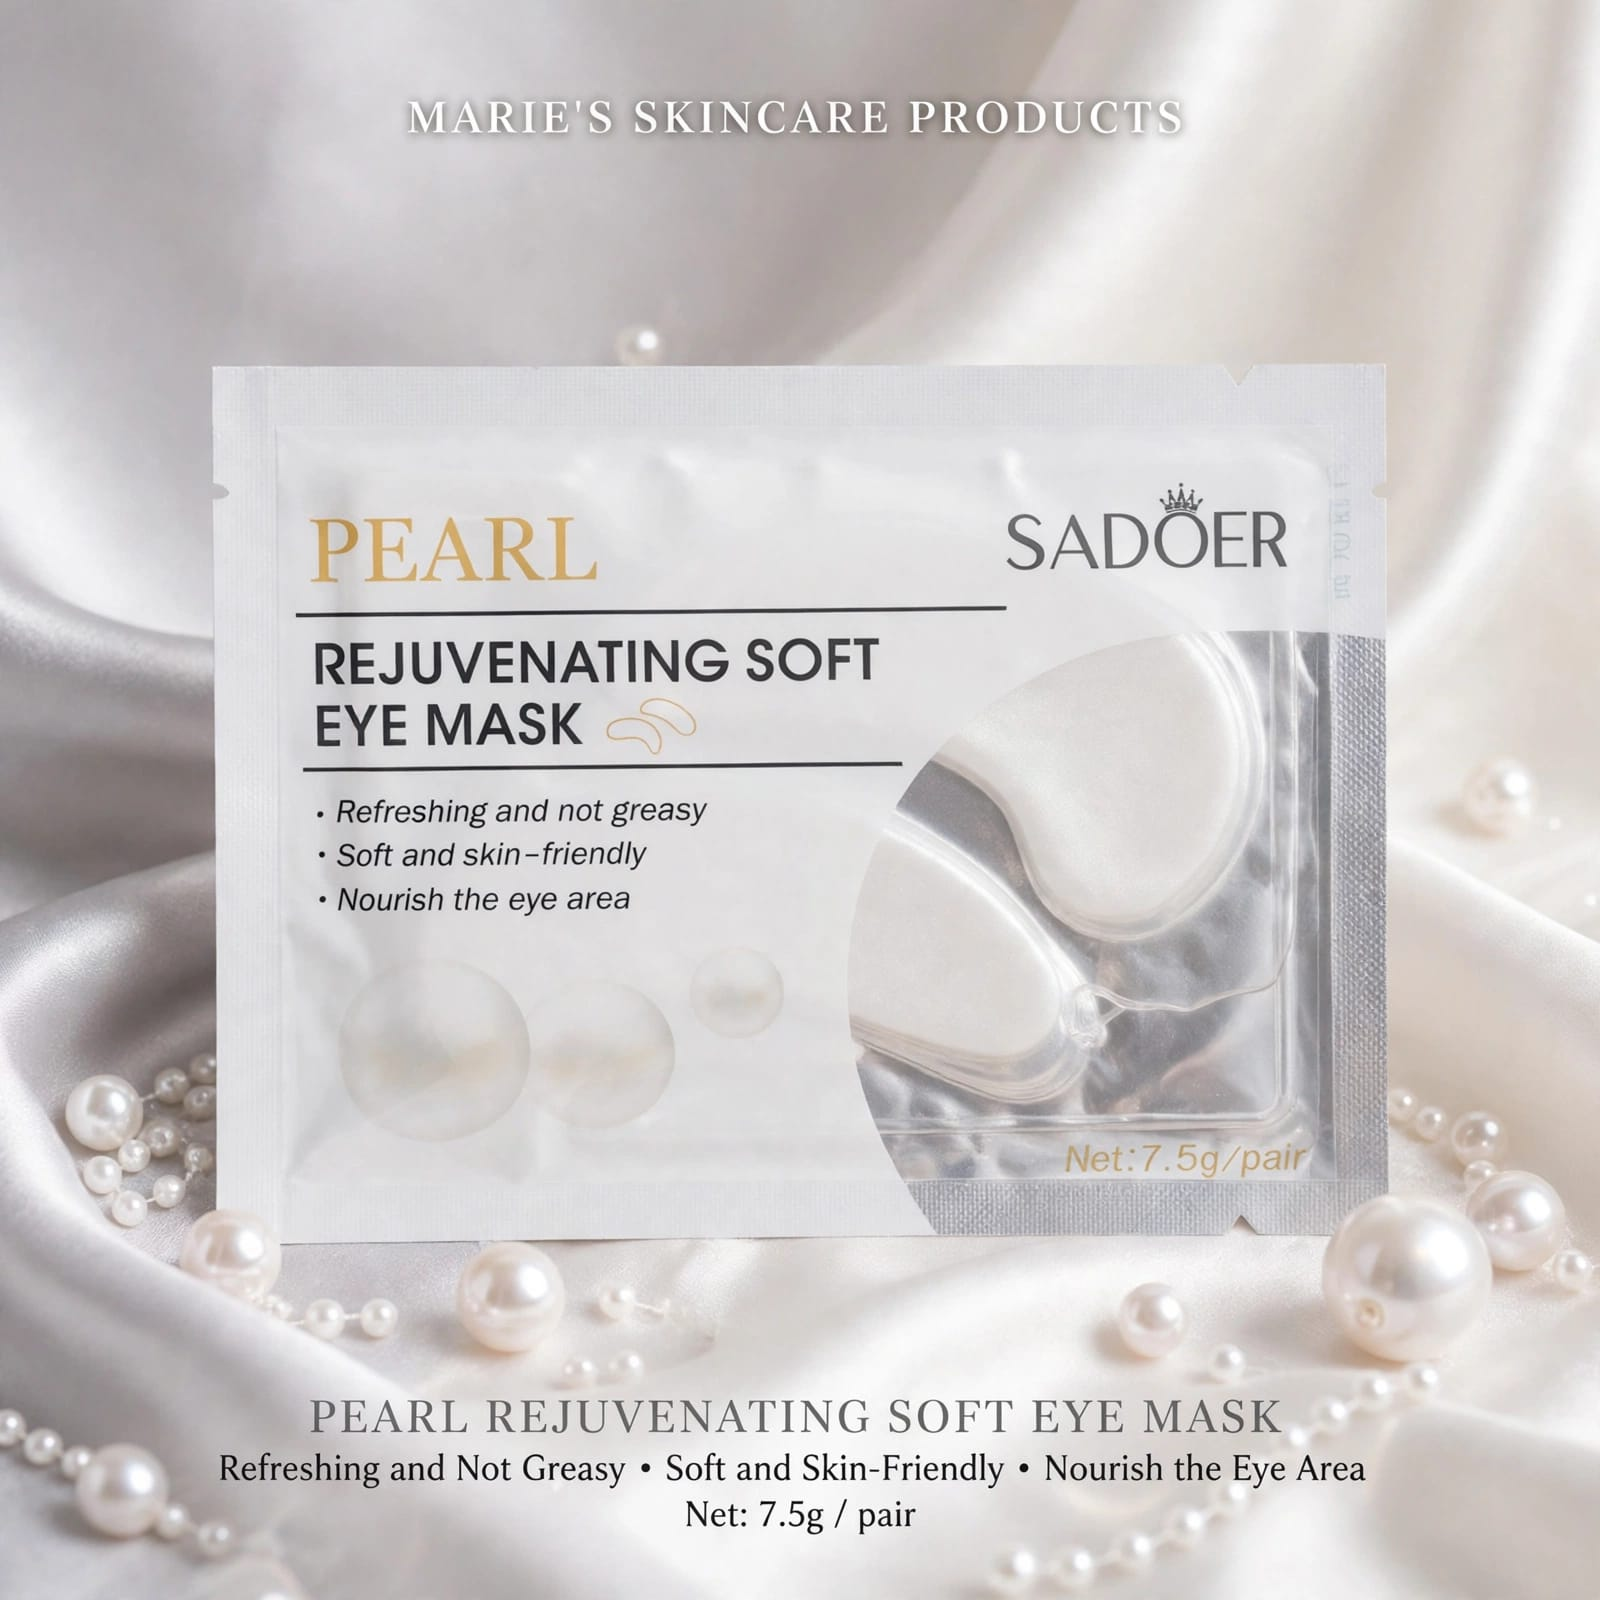 MARIE'S SKINCARE PRODUCTS
PEARL
SADOER
REJUVENATING SOFT
EYE MASK
• Refreshing and not greasy
• Soft and skin-friendly
• Nourish the eye area
Net:7.5g/pair
PEARL REJUVENATING SOFT EYE MASK
Refreshing and Not Greasy • Soft and Skin-Friendly • Nourish the Eye Area
Net: 7.5g / pair